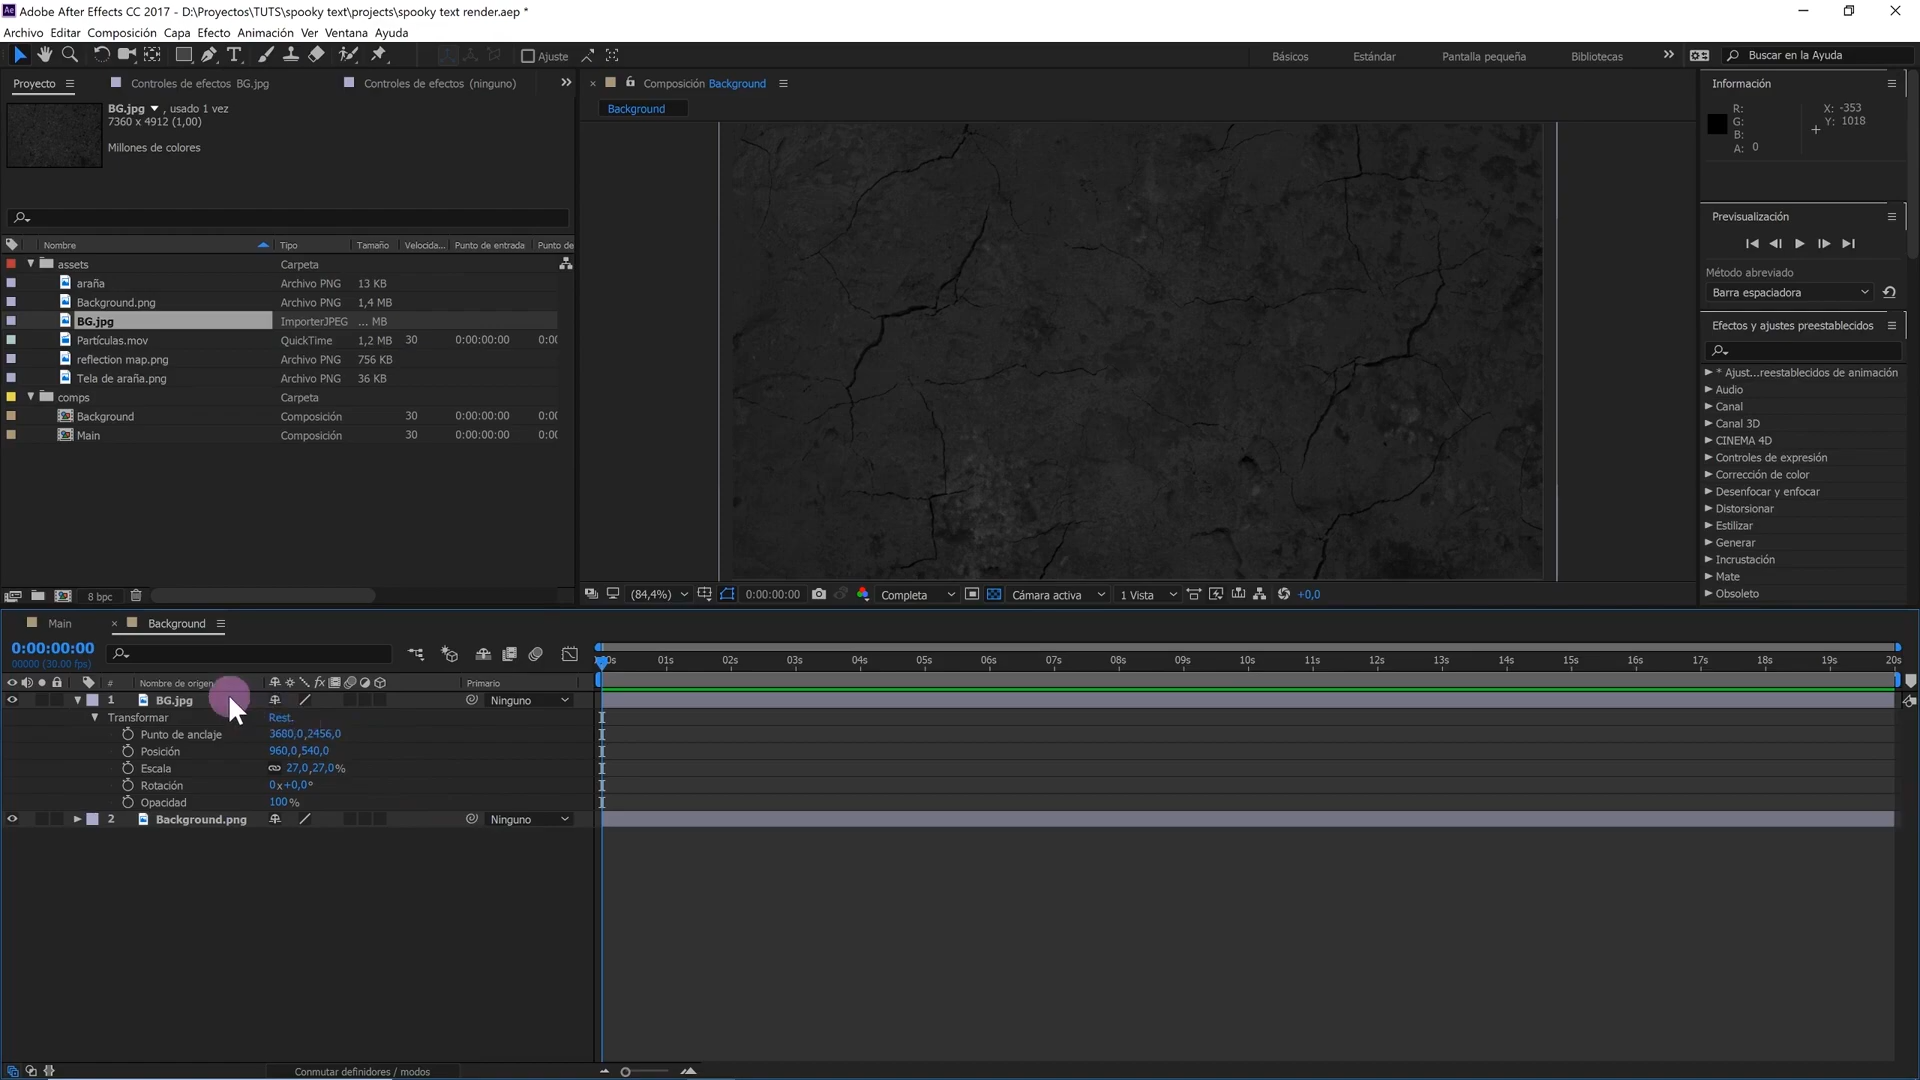 Adobe After Effects CC 2017 - D:\Proyectos\TUTS\spooky text\projects\spooky text render.aep *
Archivo Editar Composición Capa Efecto Animación Ver Ventana Ayuda
Ajuste
Básicos Estándar Pantalla pequeña Bibliotecas
Buscar en la Ayuda
Proyecto
Controles de efectos BG.jpg
Controles de efectos (ninguno)
BG.jpg , usado 1 vez
7360 x 4912 (1,00)
Millones de colores
Nombre Tipo Tamaño Velocida... Punto de entrada Punto de
assets Carpeta
araña Archivo PNG 13 KB
Background.png Archivo PNG 1,4 MB
BG.jpg ImporterJPEG ... MB
Partículas.mov QuickTime 1,2 MB 30 0:00:00:00 0:00
reflection map.png Archivo PNG 756 KB
Tela de araña.png Archivo PNG 36 KB
comps Carpeta
Background Composición 30 0:00:00:00 0:00
Main Composición 30 0:00:00:00 0:00
8 bpc
Composición Background
Background
(84,4%) 0:00:00:00 Completa Cámara activa 1 Vista +0,0
Información
R: X: -353
G: Y: 1018
B:
A: 0
Previsualización
Método abreviado
Barra espaciadora
Efectos y ajustes preestablecidos
* Ajust...reestablecidos de animación
Audio
Canal
Canal 3D
CINEMA 4D
Controles de expresión
Corrección de color
Desenfocar y enfocar
Distorsionar
Estilizar
Generar
Incrustación
Mate
Obsoleto
Main Background
0:00:00:00
00000 (30.00 fps)
01s 02s 03s 04s 05s 06s 07s 08s 09s 10s 11s 12s 13s 14s 15s 16s 17s 18s 19s 20s
# Nombre de origen Primario
1 BG.jpg Ninguno
Transformar Rest.
Punto de anclaje 3680,0,2456,0
Posición 960,0,540,0
Escala 27,0,27,0%
Rotación 0x+0,0°
Opacidad 100%
2 Background.png Ninguno
Conmutar definidores / modos